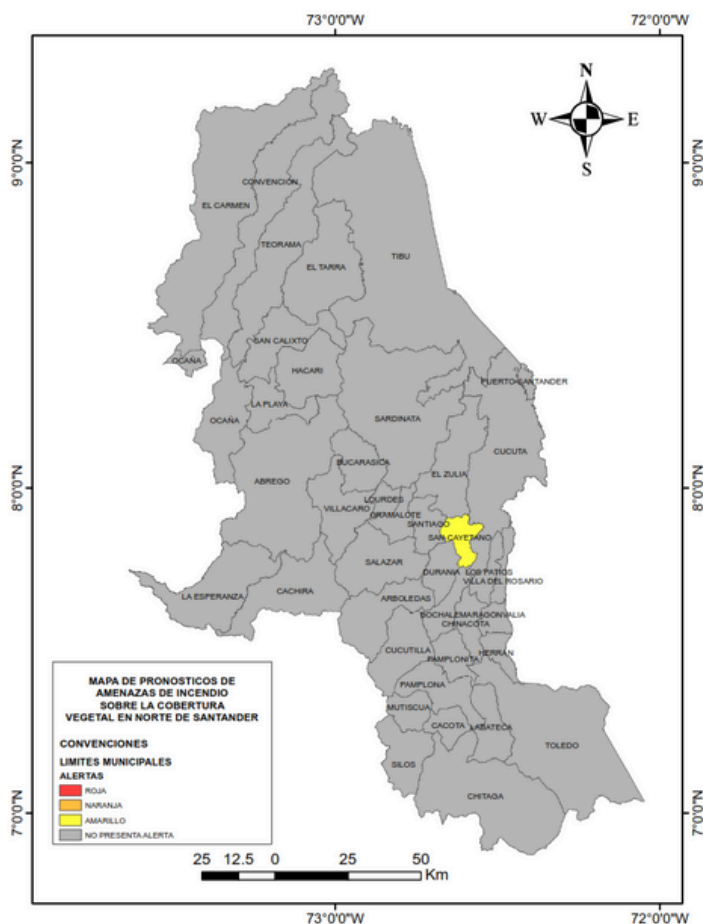 73°0'0"W 72°0'0"W
N
W E
S
9°0'0"N 9°0'0"N
CONVENCIÓN
EL CARMEN
TEORAMA
TIBU
EL TARRA
SAN CALIXTO
OCAÑA
HACARI
PUERTO SANTANDER
LA PLAYA
OCAÑA
SARDINATA
CUCUTA
BUCARASICA
EL ZULIA
ABREGO
8°0'0"N 8°0'0"N
LOURDES
VILLACARO
GRAMALOTE
SANTIAGO
SAN CAYETANO
SALAZAR
DURANIA LOS PATIOS
VILLA DEL ROSARIO
LA ESPERANZA
CACHIRA
ARBOLEDAS
BOCHALEMA RAGONVALIA
CHINACOTA
CUCUTILLA
HERRAN
PAMPLONITA
PAMPLONA
MUTISCUA
CACOTA
LABATECA
TOLEDO
SILOS
CHITAGA
MAPA DE PRONOSTICOS DE
AMENAZAS DE INCENDIO
SOBRE LA COBERTURA
VEGETAL EN NORTE DE SANTANDER
CONVENCIONES
LIMITES MUNICIPALES
ALERTAS
ROJA
NARANJA
AMARILLO
NO PRESENTA ALERTA
7°0'0"N 7°0'0"N
25 12.5 0 25 50
Km
73°0'0"W 72°0'0"W